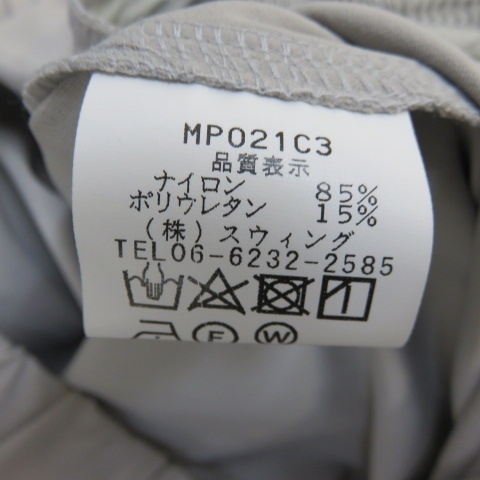 MP021C3
品質表示
ナイロン 85%
ポリウレタン 15%
(株)スウィング
TEL06-6232-2585
F W